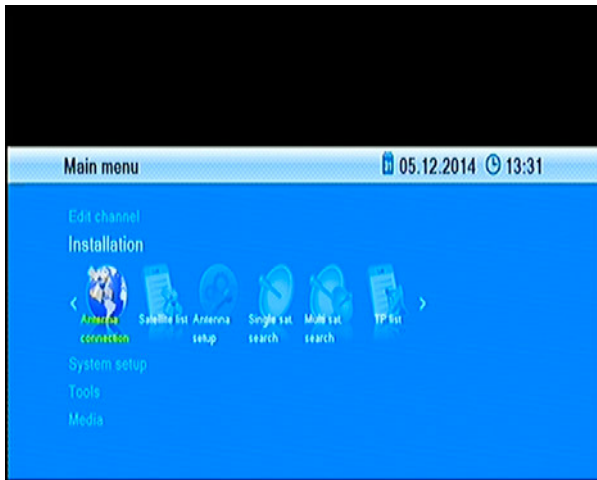 Main menu 31 05.12.2014 13:31
Edit channel
Installation
Antenna connection
Satellite list
Antenna setup
Single sat. search
Multi sat. search
TP list
System setup
Tools
Media